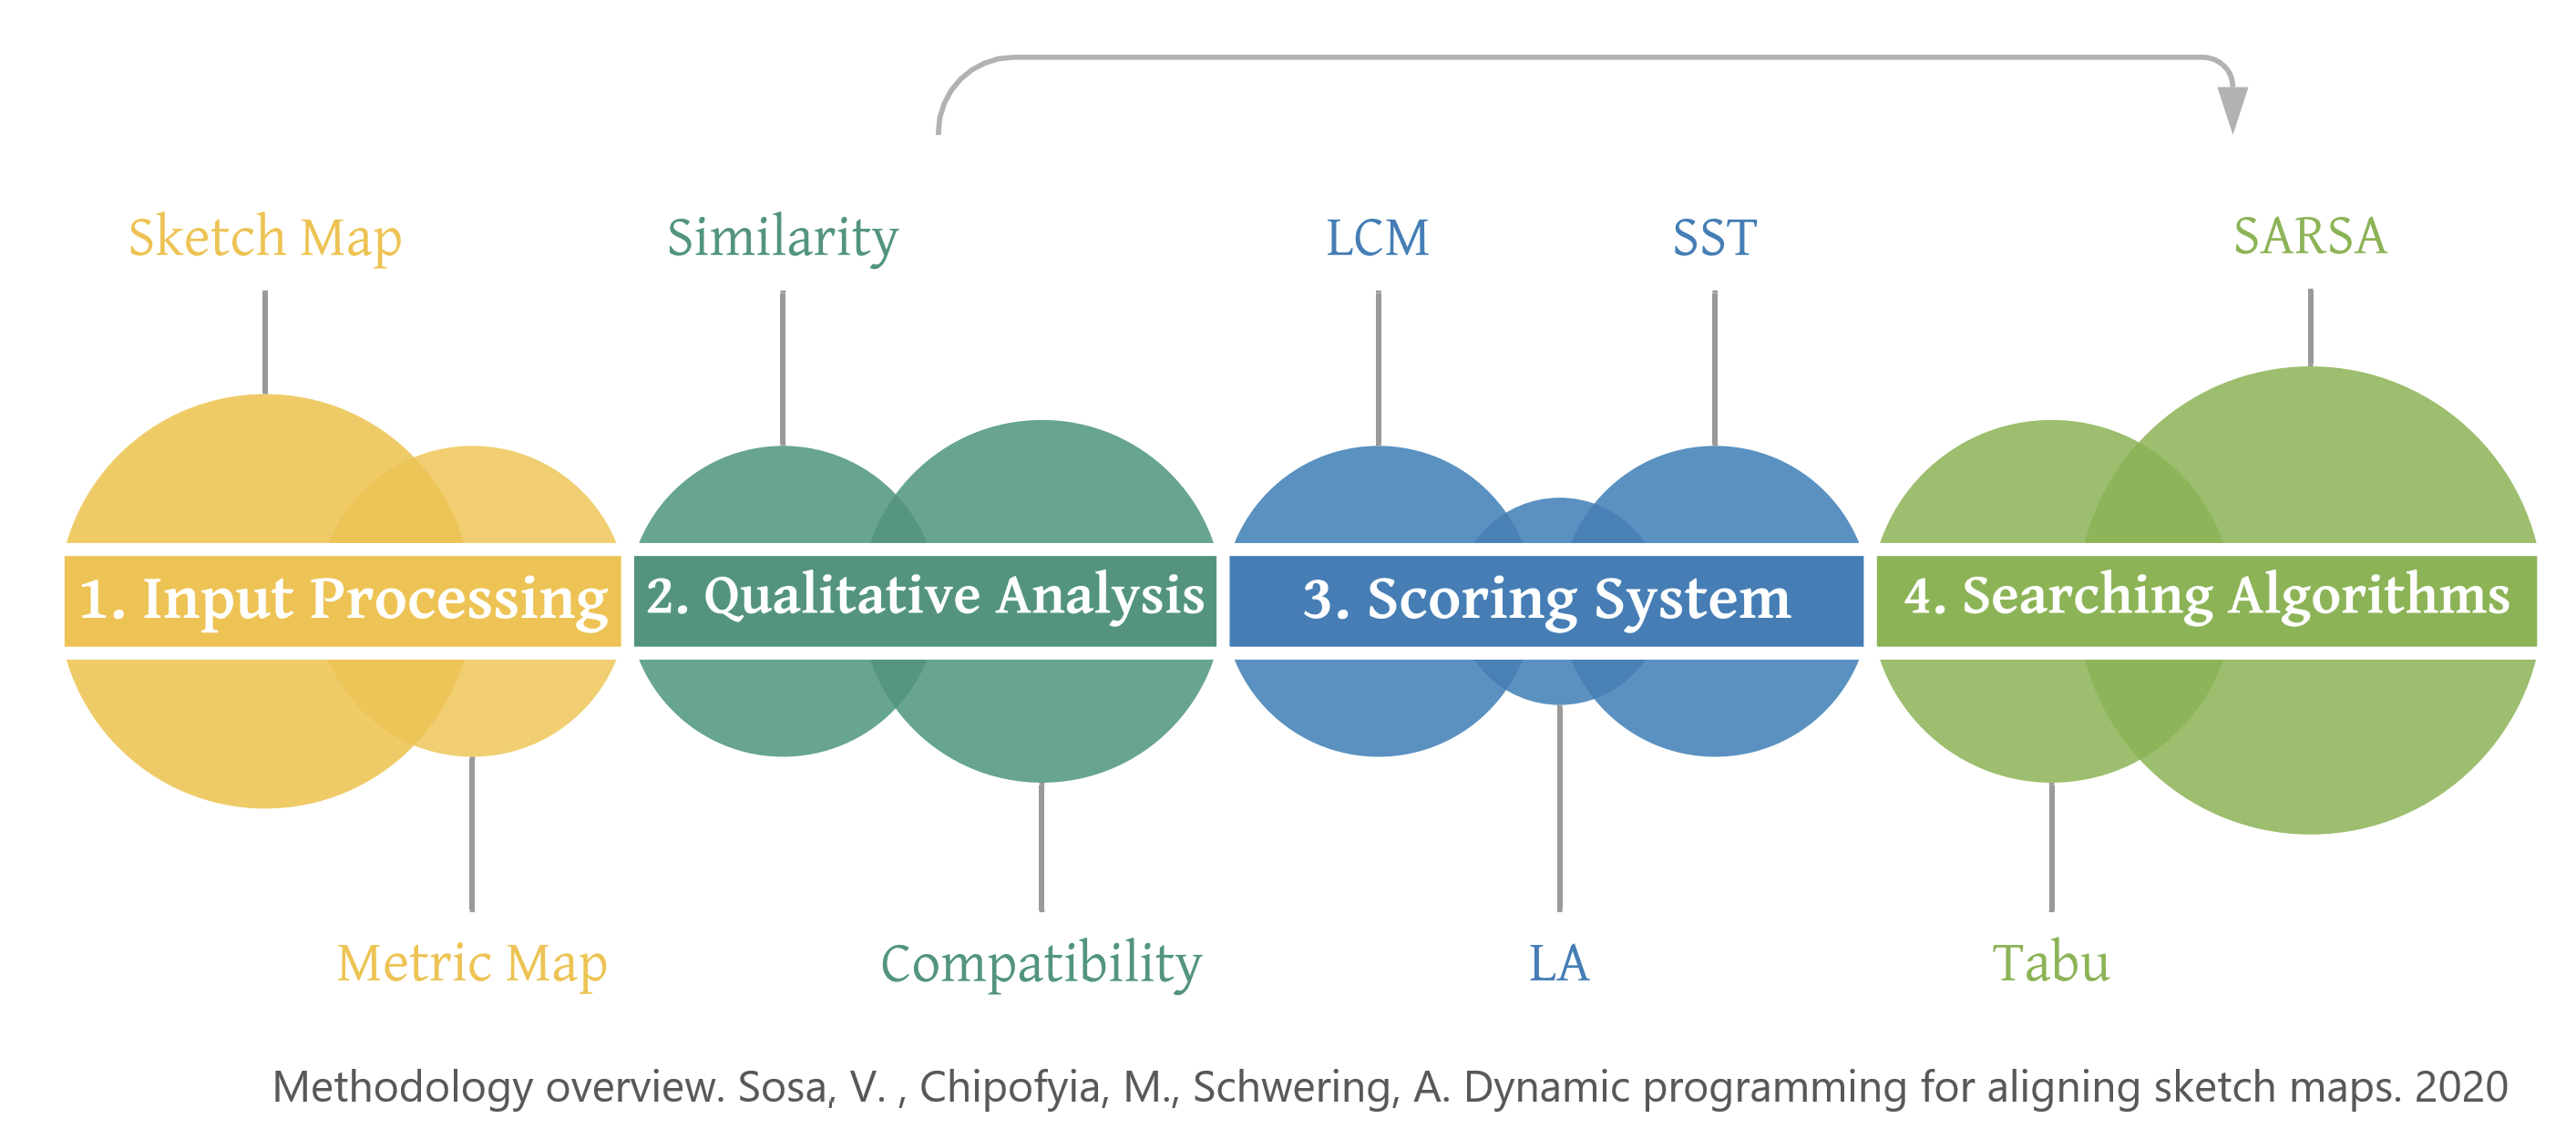 Sketch Map
Similarity
LCM
SST
SARSA
1. Input Processing
2. Qualitative Analysis
3. Scoring System
4. Searching Algorithms
Metric Map
Compatibility
LA
Tabu
Methodology overview. Sosa, V. , Chipofyia, M., Schwering, A. Dynamic programming for aligning sketch maps. 2020